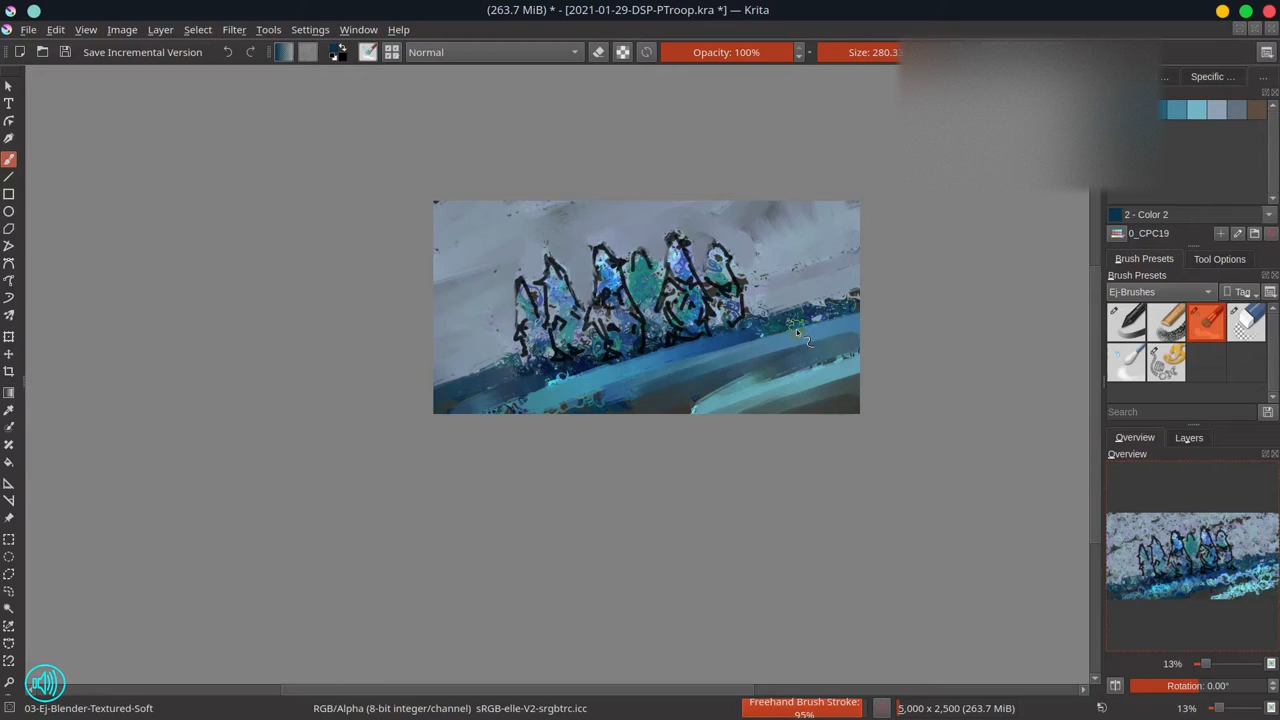 (263.7 MiB) * - [2021-01-29-DSP-PTroop.kra *] — Krita
File Edit View Image Layer Select Filter Tools Settings Window Help
Save Incremental Version Normal Opacity: 100% Size: 280.3
... Specific ... ...
2 - Color 2
0_CPC19
Brush Presets Tool Options
Brush Presets
Ej-Brushes Tag
Search
Overview Layers
Overview
13%
Rotation: 0.00°
03-Ej-Blender-Textured-Soft RGB/Alpha (8-bit integer/channel) sRGB-elle-V2-srgbtrc.icc Freehand Brush Stroke: 95% 5,000 x 2,500 (263.7 MiB) 13%